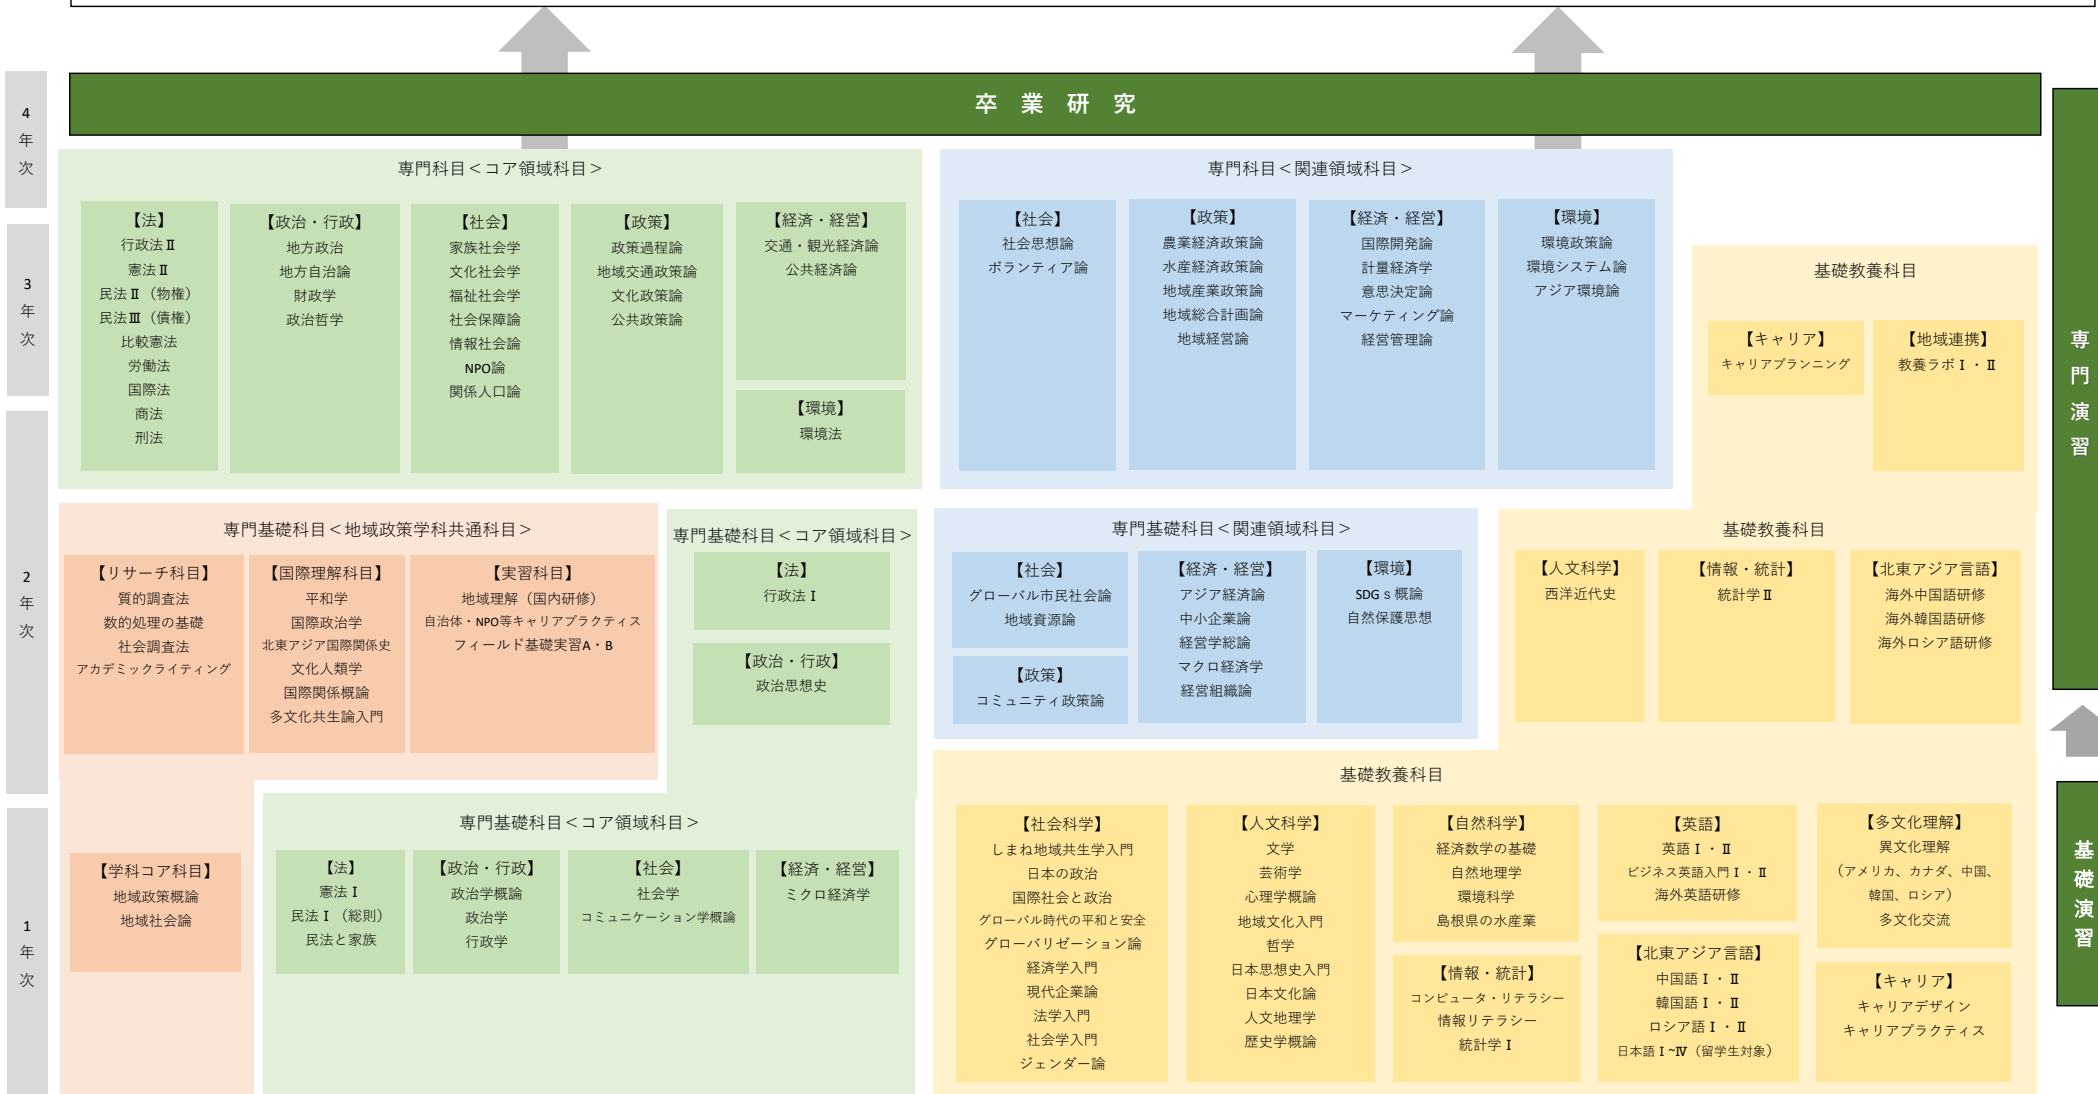 卒業研究
4年次
3年次
2年次
1年次
専門演習
基礎演習
専門科目＜コア領域科目＞
【法】
行政法Ⅱ
憲法Ⅱ
民法Ⅱ（物権）
民法Ⅲ（債権）
比較憲法
労働法
国際法
商法
刑法
【政治・行政】
地方政治
地方自治論
財政学
政治哲学
【社会】
家族社会学
文化社会学
福祉社会学
社会保障論
情報社会論
NPO論
関係人口論
【政策】
政策過程論
地域交通政策論
文化政策論
公共政策論
【経済・経営】
交通・観光経済論
公共経済論
【環境】
環境法
専門科目＜関連領域科目＞
【社会】
社会思想論
ボランティア論
【政策】
農業経済政策論
水産経済政策論
地域産業政策論
地域総合計画論
地域経営論
【経済・経営】
国際開発論
計量経済学
意思決定論
マーケティング論
経営管理論
【環境】
環境政策論
環境システム論
アジア環境論
基礎教養科目
【キャリア】
キャリアプランニング
【地域連携】
教養ラボⅠ・Ⅱ
専門基礎科目＜地域政策学科共通科目＞
【リサーチ科目】
質的調査法
数的処理の基礎
社会調査法
アカデミックライティング
【国際理解科目】
平和学
国際政治学
北東アジア国際関係史
文化人類学
国際関係概論
多文化共生論入門
【実習科目】
地域理解（国内研修）
自治体・NPO等キャリアプラクティス
フィールド基礎実習A・B
専門基礎科目＜コア領域科目＞
【法】
行政法Ⅰ
【政治・行政】
政治思想史
専門基礎科目＜関連領域科目＞
【社会】
グローバル市民社会論
地域資源論
【政策】
コミュニティ政策論
【経済・経営】
アジア経済論
中小企業論
経営学総論
マクロ経済学
経営組織論
【環境】
SDGｓ概論
自然保護思想
基礎教養科目
【人文科学】
西洋近代史
【情報・統計】
統計学Ⅱ
【北東アジア言語】
海外中国語研修
海外韓国語研修
海外ロシア語研修
【学科コア科目】
地域政策概論
地域社会論
専門基礎科目＜コア領域科目＞
【法】
憲法Ⅰ
民法Ⅰ（総則）
民法と家族
【政治・行政】
政治学概論
政治学
行政学
【社会】
社会学
コミュニケーション学概論
【経済・経営】
ミクロ経済学
基礎教養科目
【社会科学】
しまね地域共生学入門
日本の政治
国際社会と政治
グローバル時代の平和と安全
グローバリゼーション論
経済学入門
現代企業論
法学入門
社会学入門
ジェンダー論
【人文科学】
文学
芸術学
心理学概論
地域文化入門
哲学
日本思想史入門
日本文化論
人文地理学
歴史学概論
【自然科学】
経済数学の基礎
自然地理学
環境科学
島根県の水産業
【情報・統計】
コンピュータ・リテラシー
情報リテラシー
統計学Ⅰ
【英語】
英語Ⅰ・Ⅱ
ビジネス英語入門Ⅰ・Ⅱ
海外英語研修
【北東アジア言語】
中国語Ⅰ・Ⅱ
韓国語Ⅰ・Ⅱ
ロシア語Ⅰ・Ⅱ
日本語Ⅰ~Ⅳ（留学生対象）
【多文化理解】
異文化理解
（アメリカ、カナダ、中国、
韓国、ロシア）
多文化交流
【キャリア】
キャリアデザイン
キャリアプラクティス